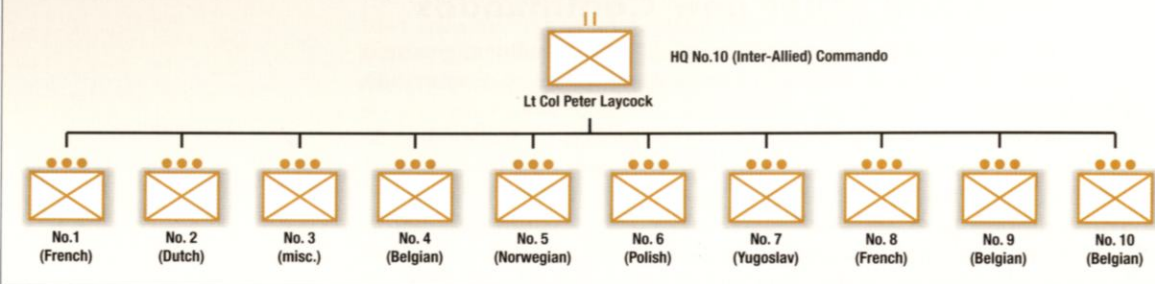 HQ No.10 (Inter-Allied) Commando
Lt Col Peter Laycock
No.1
(French)
No. 2
(Dutch)
No. 3
(misc.)
No. 4
(Belgian)
No. 5
(Norwegian)
No. 6
(Polish)
No. 7
(Yugoslav)
No. 8
(French)
No. 9
(Belgian)
No. 10
(Belgian)